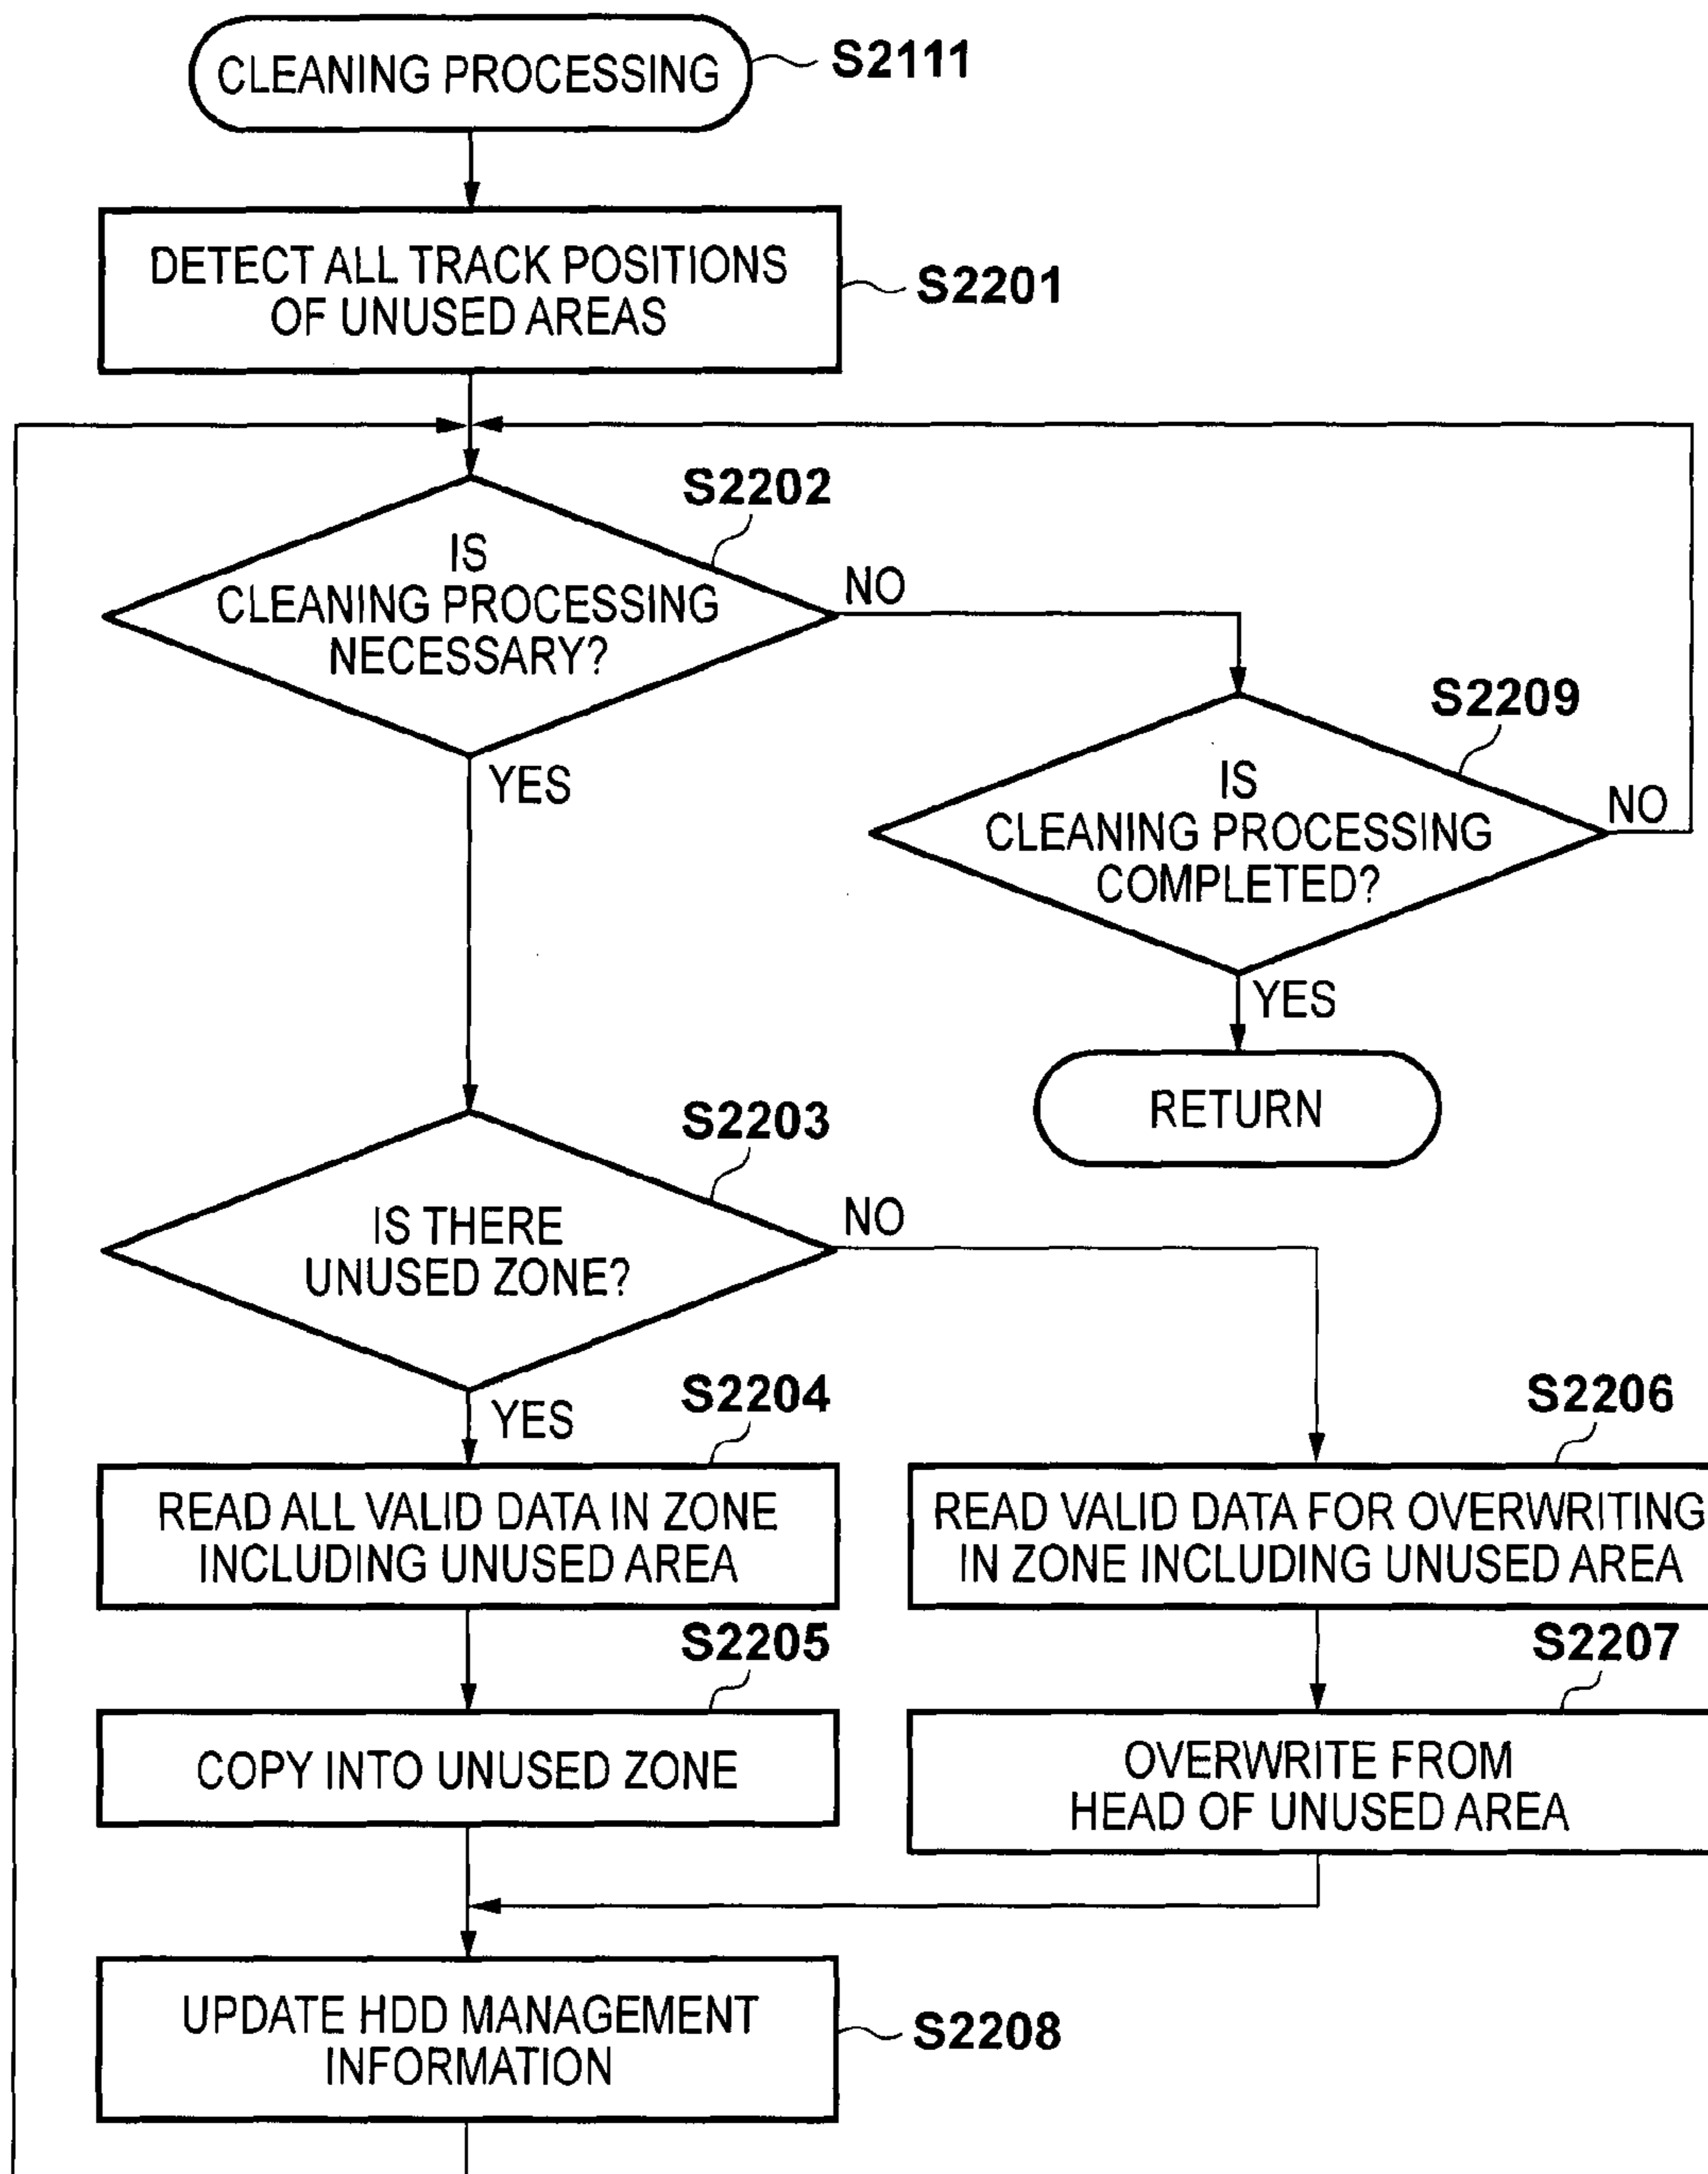 CLEANING PROCESSING
S2111
DETECT ALL TRACK POSITIONS
OF UNUSED AREAS
S2201
S2202
IS
CLEANING PROCESSING
NECESSARY?
NO
YES
S2209
IS
CLEANING PROCESSING
COMPLETED?
NO
YES
RETURN
S2203
IS THERE
UNUSED ZONE?
NO
YES
S2204
READ ALL VALID DATA IN ZONE
INCLUDING UNUSED AREA
S2206
READ VALID DATA FOR OVERWRITING
IN ZONE INCLUDING UNUSED AREA
S2205
COPY INTO UNUSED ZONE
S2207
OVERWRITE FROM
HEAD OF UNUSED AREA
UPDATE HDD MANAGEMENT
INFORMATION
S2208